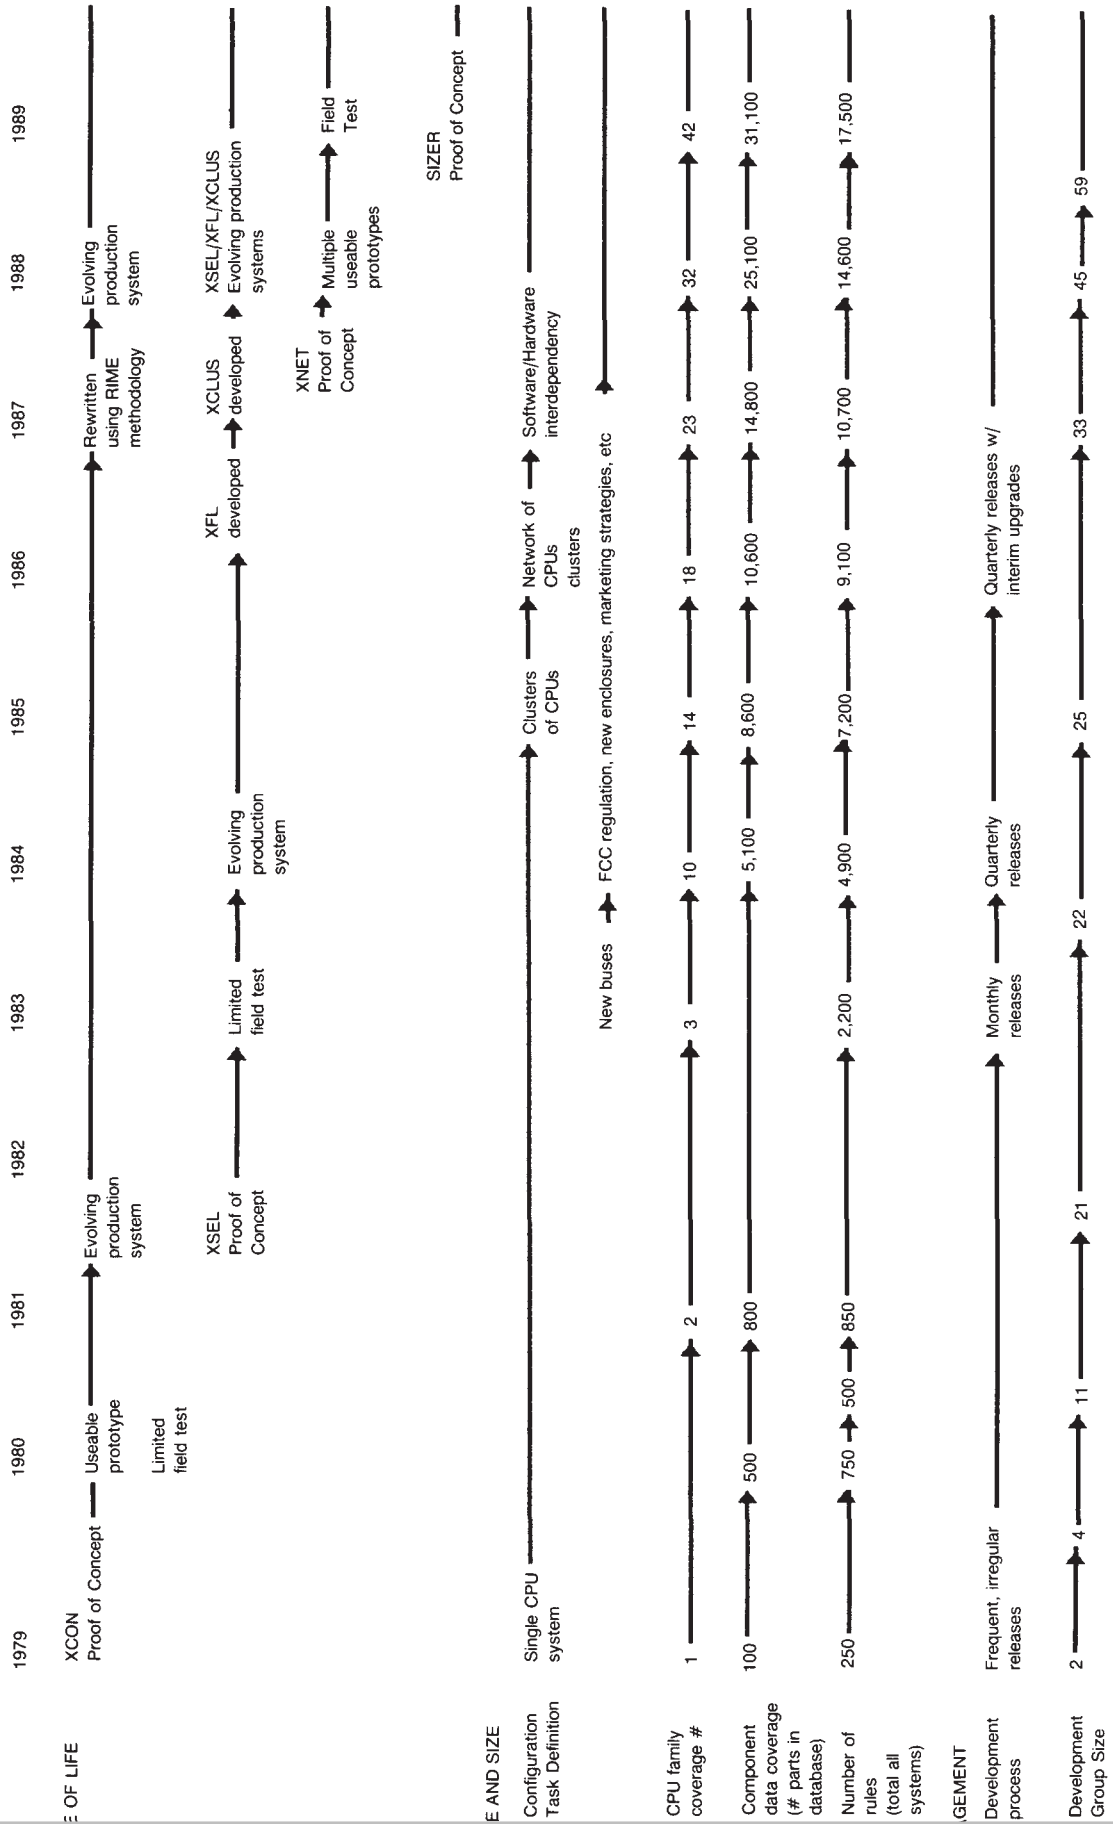 1979 1980 1981 1982 1983 1984 1985 1986 1987 1988 1989
E OF LIFE
XCON
Proof of Concept
Useable
prototype
Limited
field test
Evolving
production
system
Rewritten
using RIME
methodology
Evolving
production
system
XSEL
Proof of
Concept
Limited
field test
Evolving
production
system
XFL
developed
XCLUS
developed
XSEL/XFL/XCLUS
Evolving production
systems
XNET
Proof of
Concept
Multiple
useable
prototypes
Field
Test
SIZER
Proof of Concept
E AND SIZE
Configuration
Task Definition
Single CPU
system
Clusters
of CPUs
Network of
CPUs
clusters
Software/Hardware
interdependency
New buses
FCC regulation, new enclosures, marketing strategies, etc
CPU family
coverage #
1 2 3 10 14 18 23 32 42
Component
data coverage
(# parts in
database)
100 500 800 5,100 8,600 10,600 14,800 25,100 31,100
Number of
rules
(total all
systems)
250 750 500 850 2,200 4,900 7,200 9,100 10,700 14,600 17,500
GEMENT
Development
process
Frequent, irregular
releases
Monthly
releases
Quarterly
releases
Quarterly releases w/
interim upgrades
Development
Group Size
2 4 11 21 22 25 33 45 59